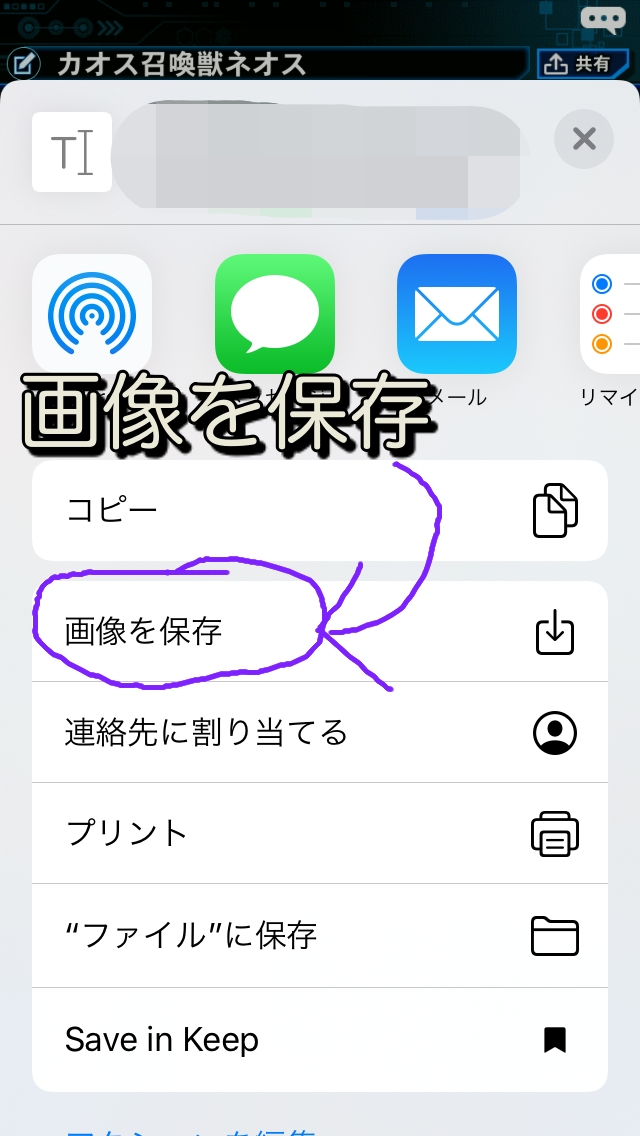 カオス召喚獣ネオス
共有
メール
リマイ
画像を保存
コピー
画像を保存
連絡先に割り当てる
プリント
“ファイル”に保存
Save in Keep